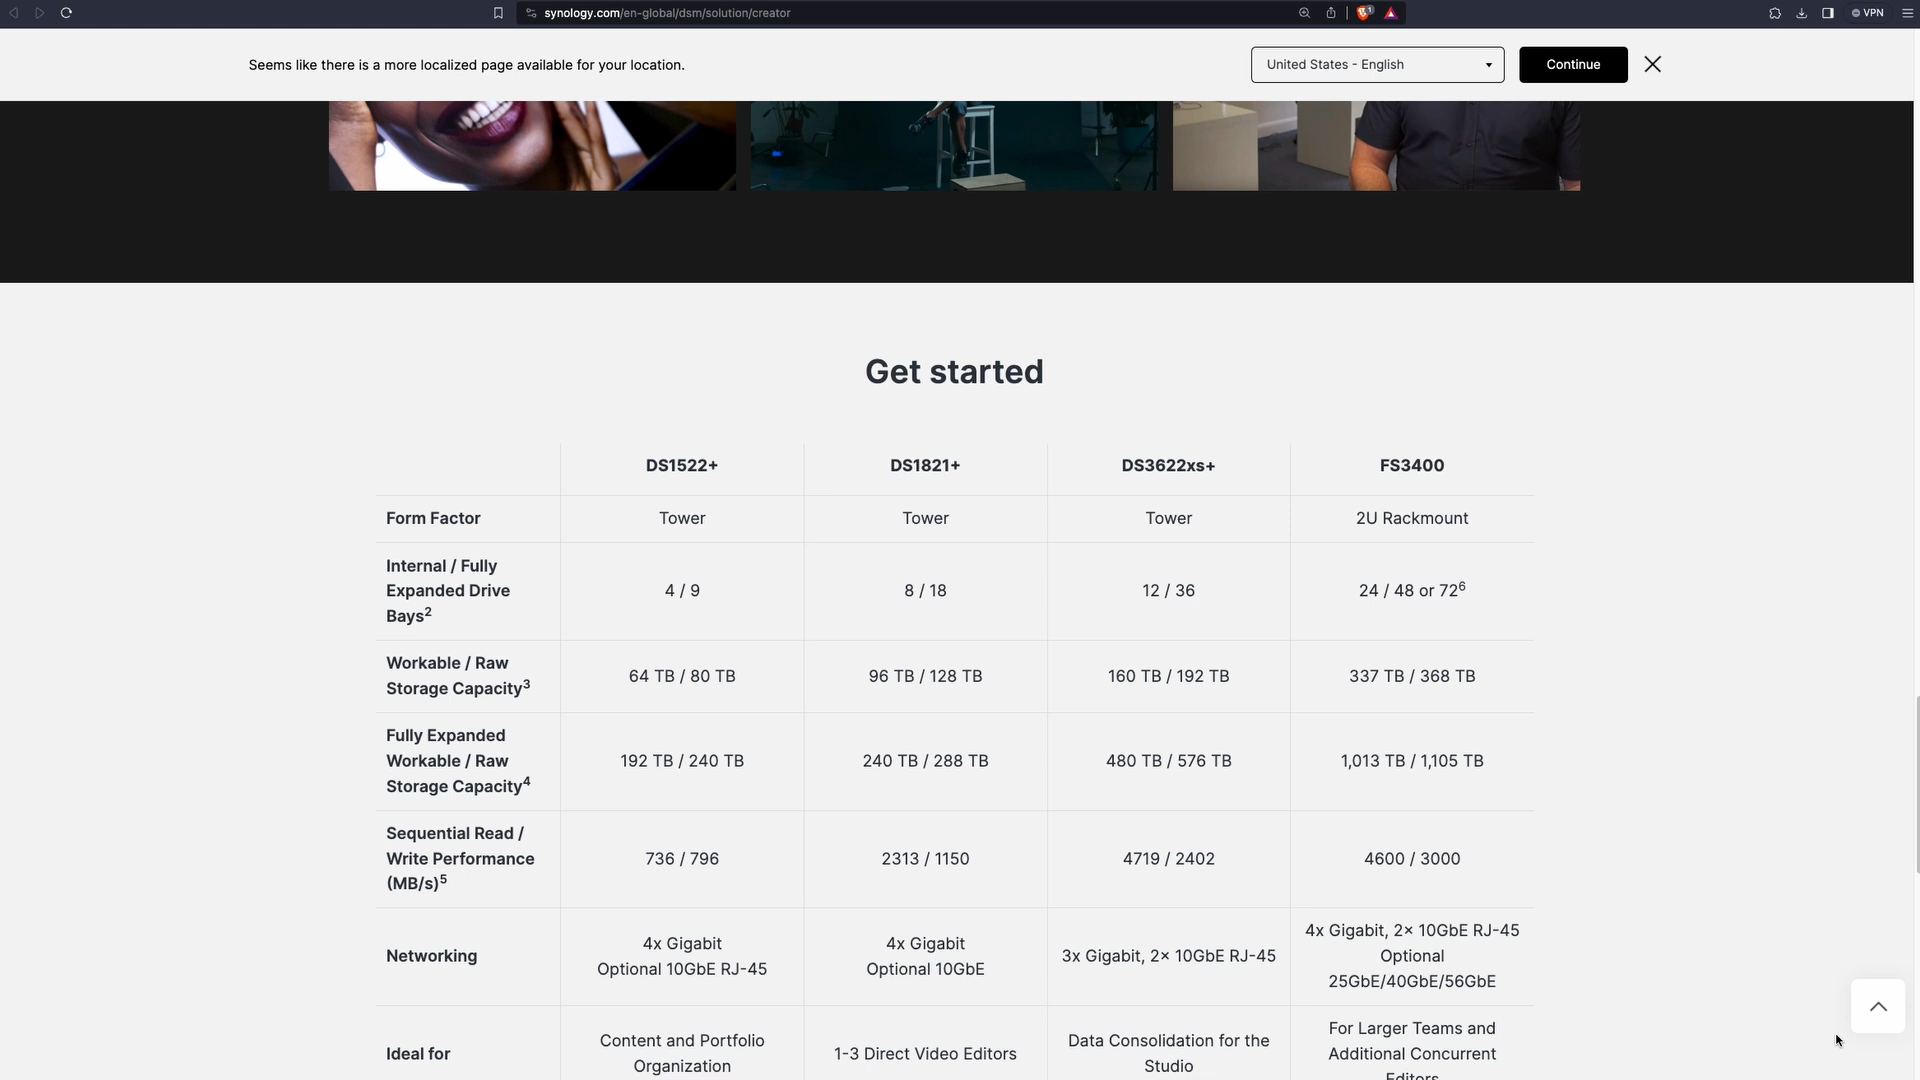 synology.com/en-global/dsm/solution/creator
1
VPN
Seems like there is a more localized page available for your location.
United States - English
Continue
Get started
DS1522+ DS1821+ DS3622xs+ FS3400
Form Factor Tower Tower Tower 2U Rackmount
Internal / Fully
Expanded Drive
Bays2
4 / 9 8 / 18 12 / 36 24 / 48 or 726
Workable / Raw
Storage Capacity3
64 TB / 80 TB 96 TB / 128 TB 160 TB / 192 TB 337 TB / 368 TB
Fully Expanded
Workable / Raw
Storage Capacity4
192 TB / 240 TB 240 TB / 288 TB 480 TB / 576 TB 1,013 TB / 1,105 TB
Sequential Read /
Write Performance
(MB/s)5
736 / 796 2313 / 1150 4719 / 2402 4600 / 3000
Networking
4x Gigabit
Optional 10GbE RJ-45
4x Gigabit
Optional 10GbE
3x Gigabit, 2× 10GbE RJ-45
4x Gigabit, 2× 10GbE RJ-45
Optional
25GbE/40GbE/56GbE
Ideal for
Content and Portfolio
Organization
1-3 Direct Video Editors
Data Consolidation for the
Studio
For Larger Teams and
Additional Concurrent
Editors